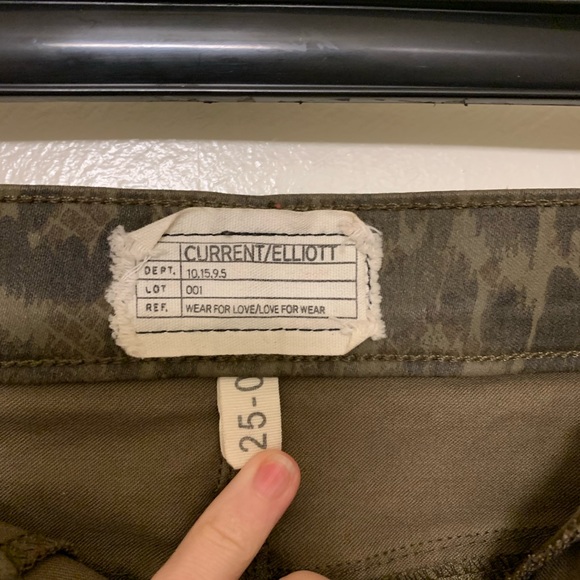 CURRENT/ELLIOTT
DEPT. 10.15.9.5
LOT 001
REF. WEAR FOR LOVE/LOVE FOR WEAR
25-0